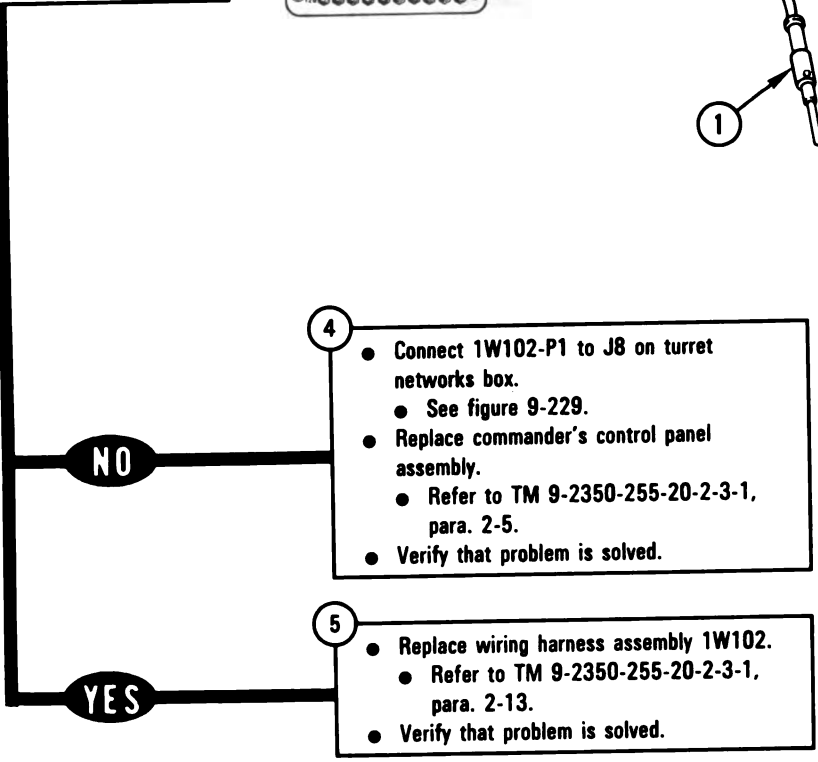 1
4
● Connect 1W102-P1 to J8 on turret
networks box.
● See figure 9-229.
● Replace commander's control panel
assembly.
● Refer to TM 9-2350-255-20-2-3-1,
para. 2-5.
● Verify that problem is solved.
NO
5
● Replace wiring harness assembly 1W102.
● Refer to TM 9-2350-255-20-2-3-1,
para. 2-13.
● Verify that problem is solved.
YES